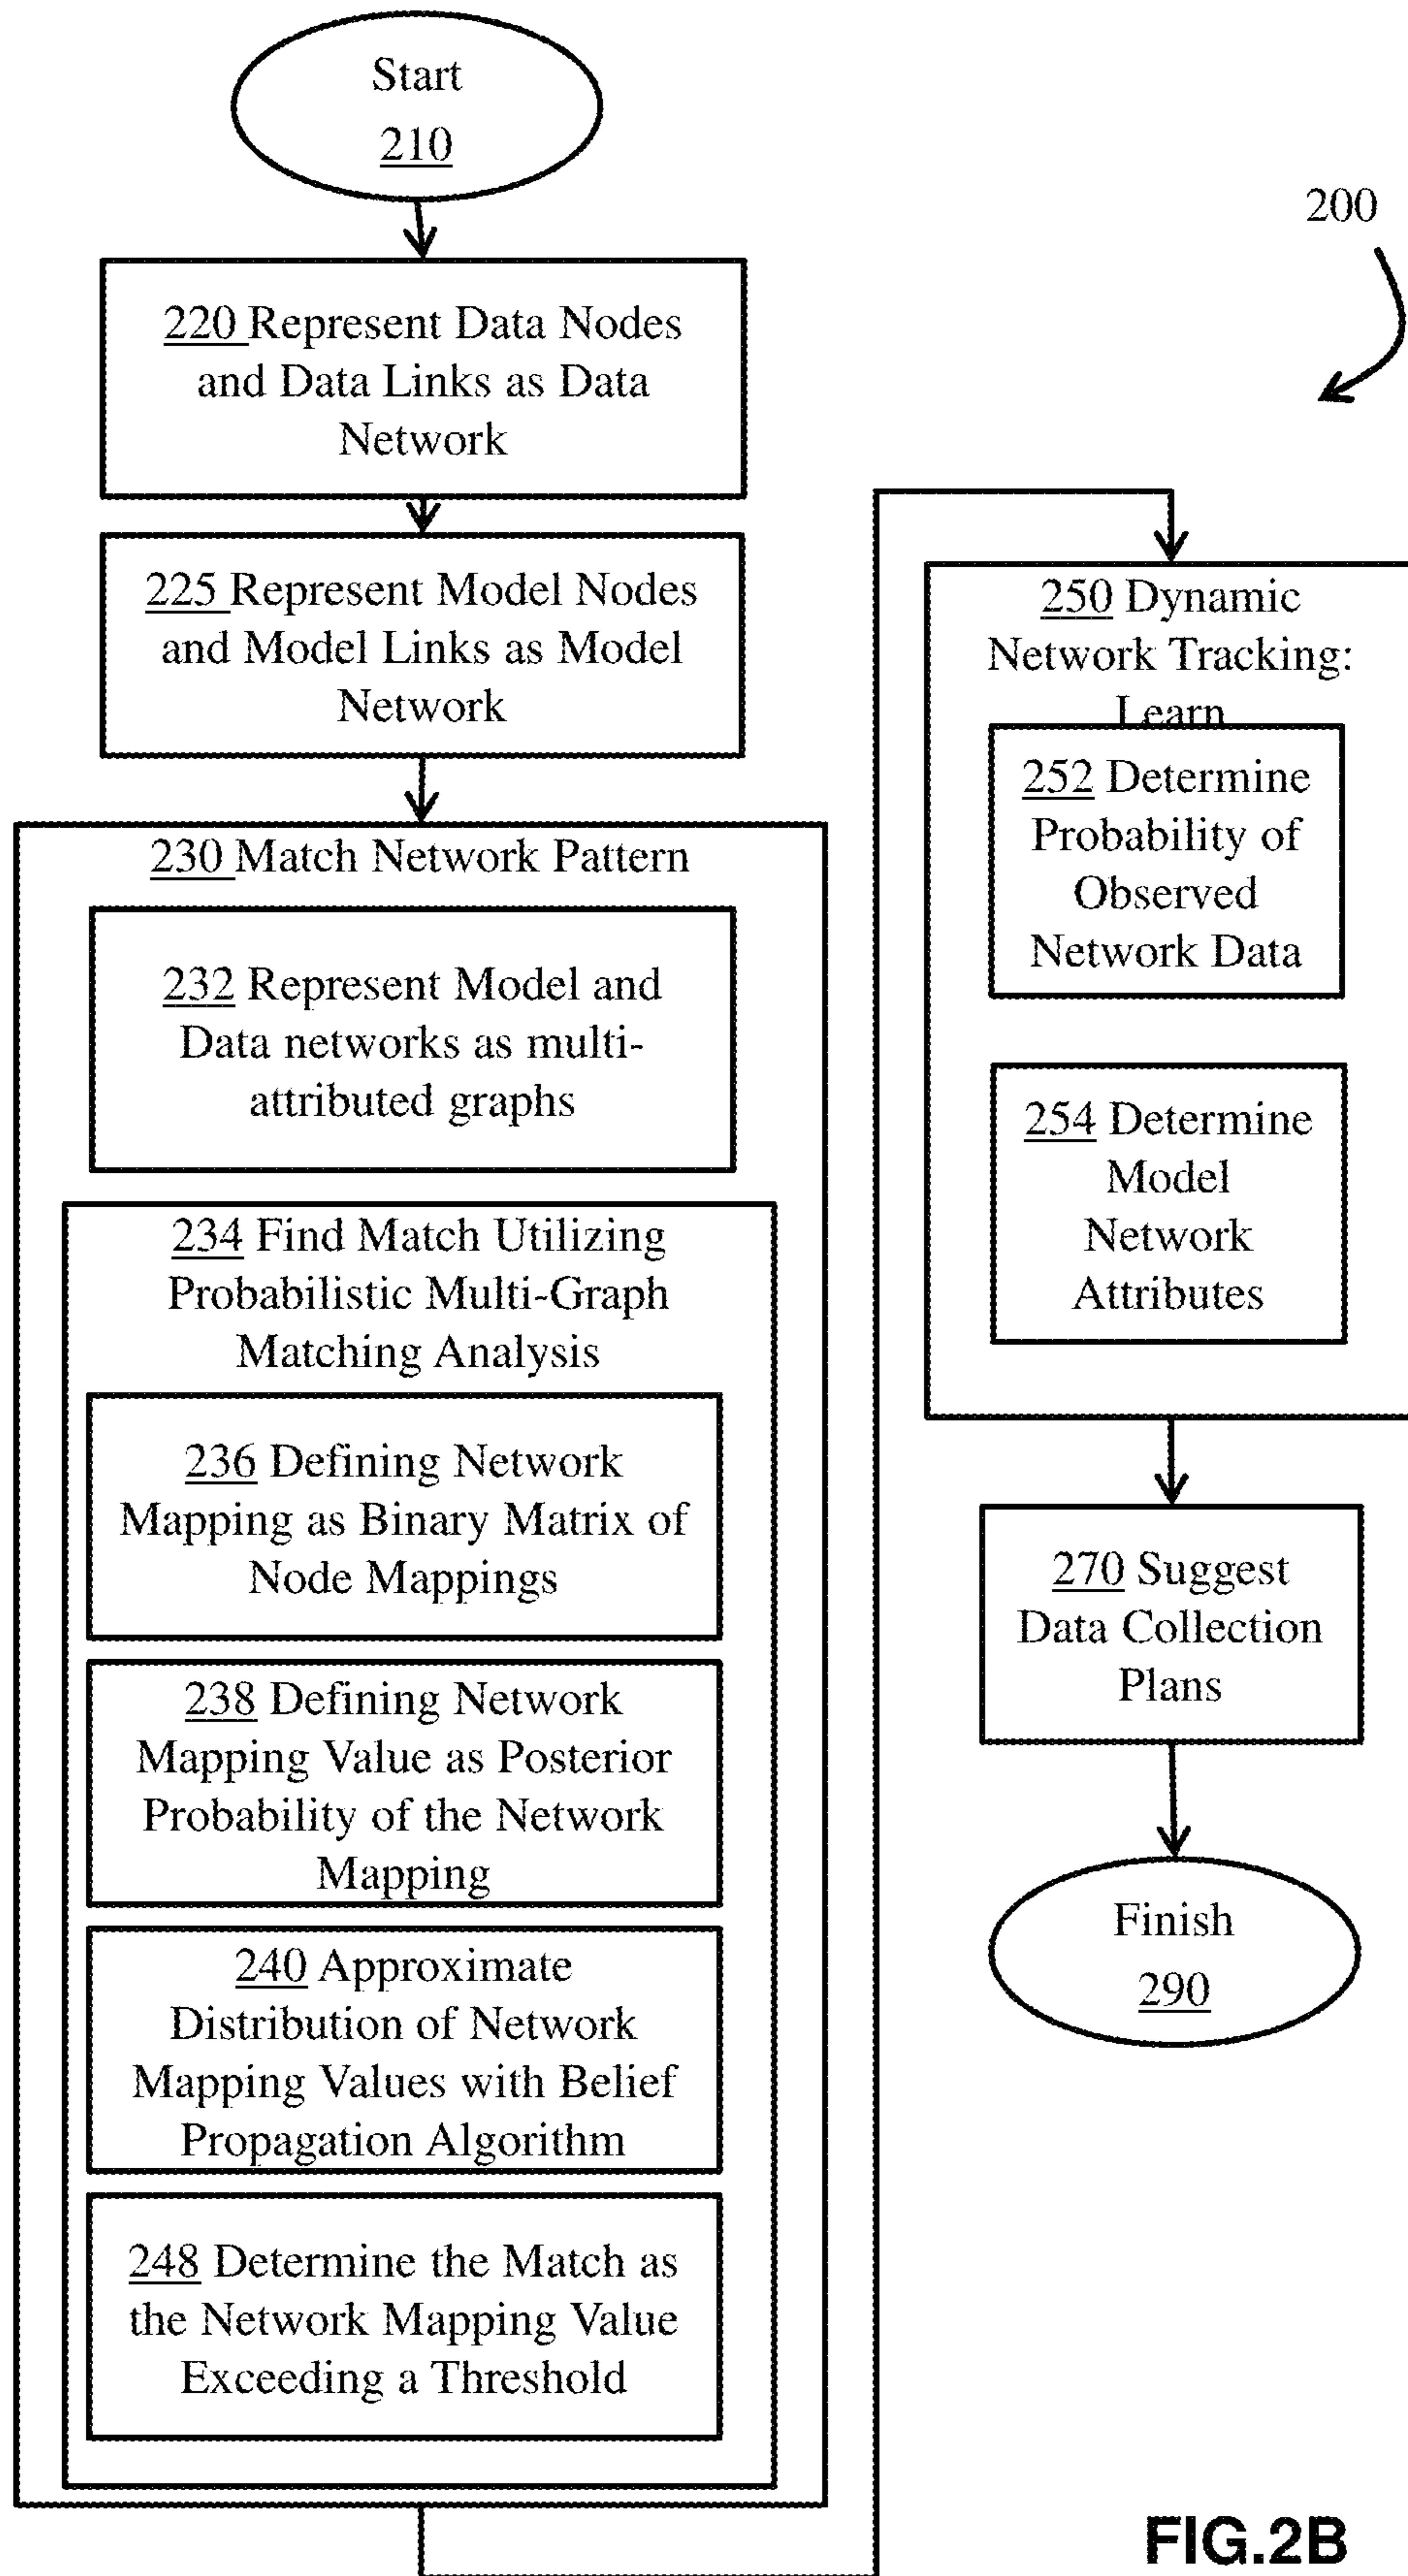 Start
210
220 Represent Data Nodes
and Data Links as Data
Network
225 Represent Model Nodes
and Model Links as Model
Network
230 Match Network Pattern
232 Represent Model and
Data networks as multi-
attributed graphs
234 Find Match Utilizing
Probabilistic Multi-Graph
Matching Analysis
236 Defining Network
Mapping as Binary Matrix of
Node Mappings
238 Defining Network
Mapping Value as Posterior
Probability of the Network
Mapping
240 Approximate
Distribution of Network
Mapping Values with Belief
Propagation Algorithm
248 Determine the Match as
the Network Mapping Value
Exceeding a Threshold
200
250 Dynamic
Network Tracking:
Learn
252 Determine
Probability of
Observed
Network Data
254 Determine
Model
Network
Attributes
270 Suggest
Data Collection
Plans
Finish
290
FIG.2B